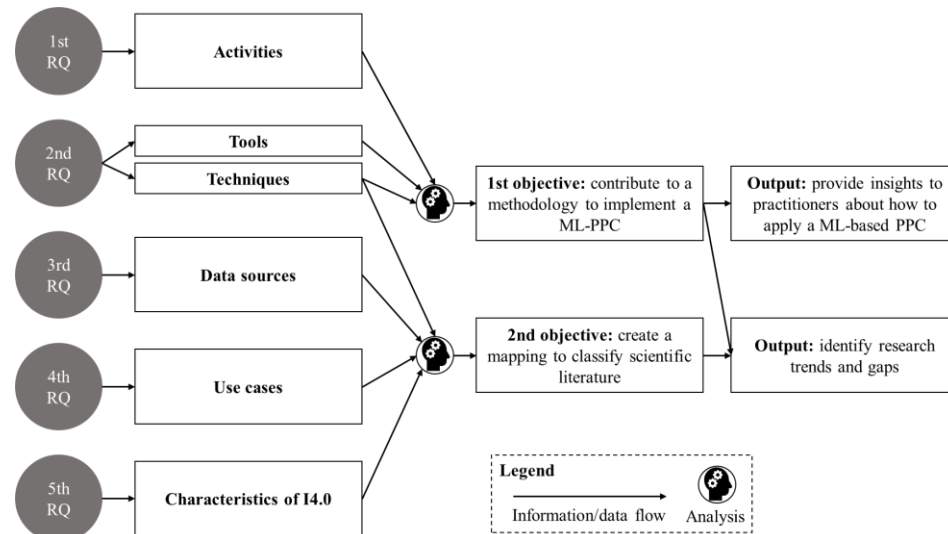 1st
RQ
Activities
2nd
RQ
Tools
Techniques
1st objective: contribute to a
methodology to implement a
ML-PPC
Output: provide insights to
practitioners about how to
apply a ML-based PPC
3rd
RQ
Data sources
2nd objective: create a
mapping to classify scientific
literature
Output: identify research
trends and gaps
4th
RQ
Use cases
5th
RQ
Characteristics of I4.0
Legend
Information/data flow
Analysis